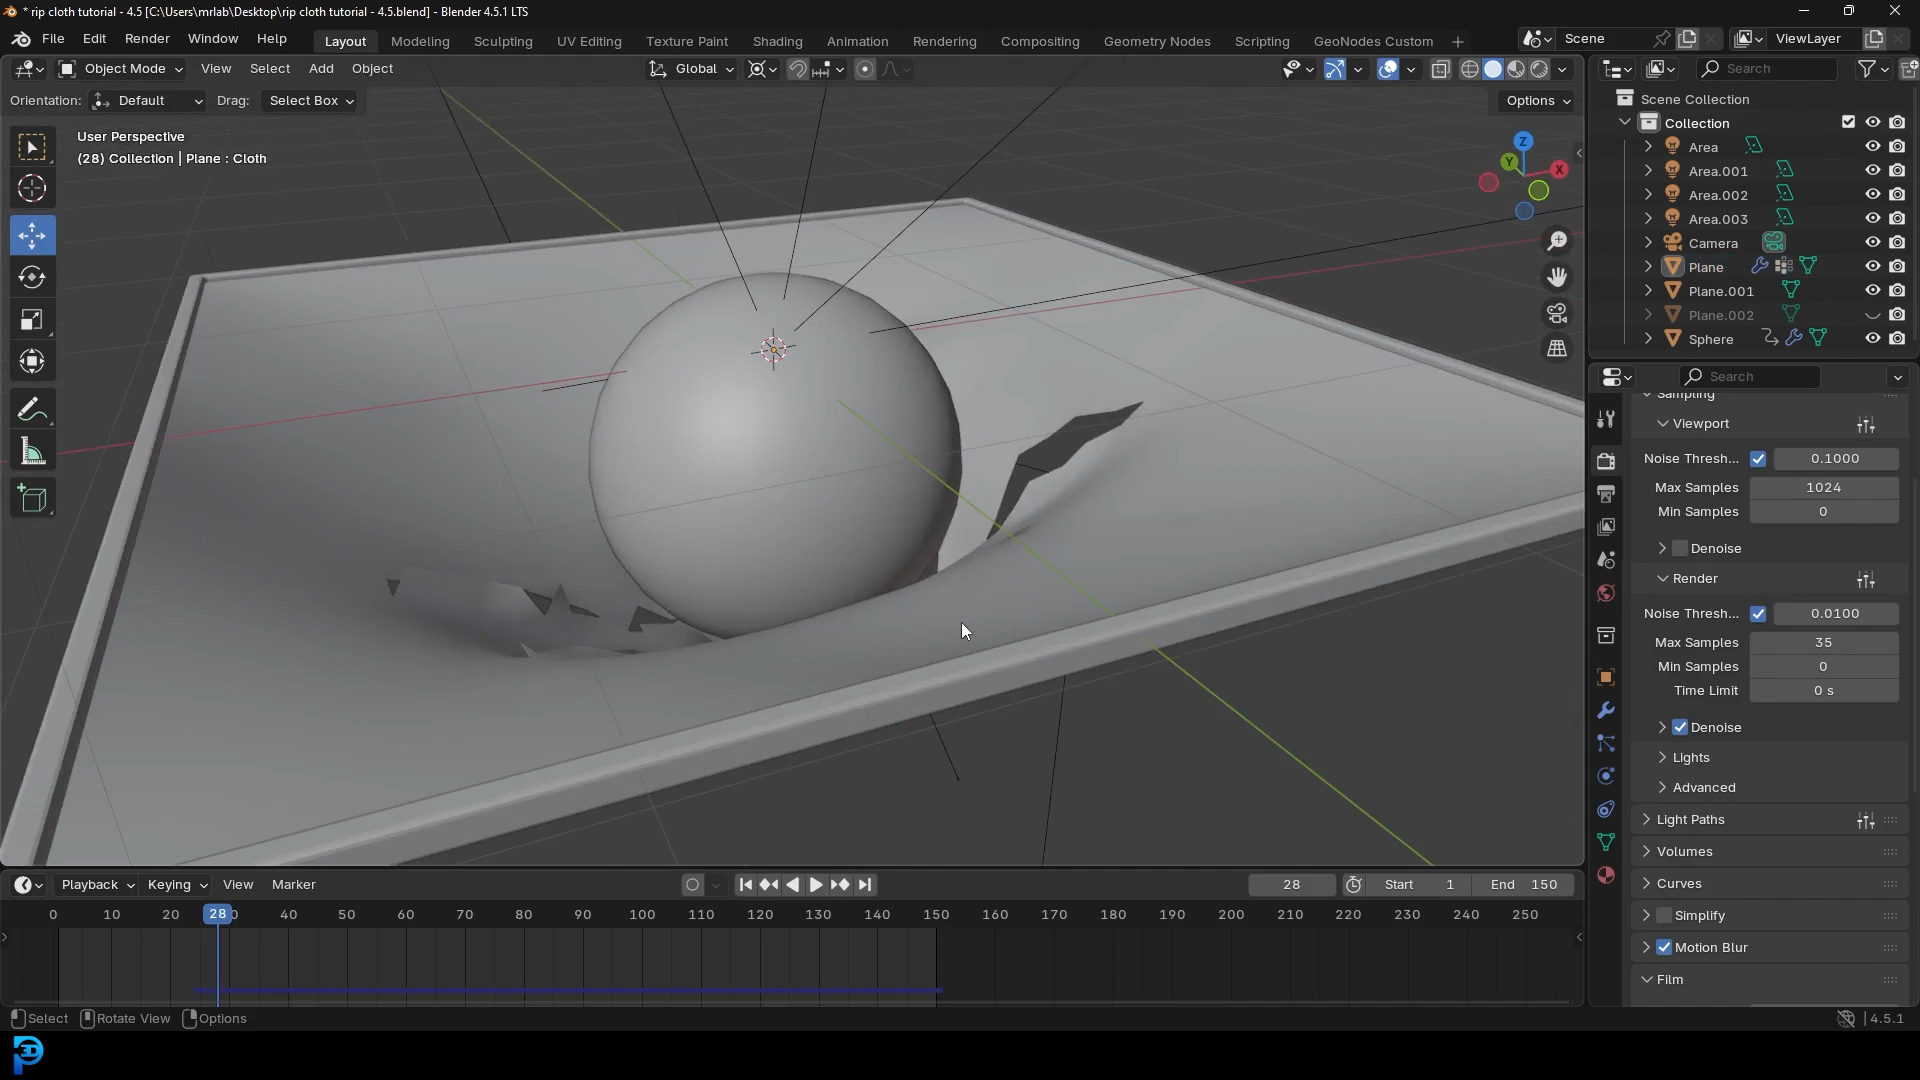 * rip cloth tutorial - 4.5 [C:\Users\mrlab\Desktop\rip cloth tutorial - 4.5.blend] - Blender 4.5.1 LTS
File Edit Render Window Help Layout Modeling Sculpting UV Editing Texture Paint Shading Animation Rendering Compositing Geometry Nodes Scripting GeoNodes Custom + Scene ViewLayer
Object Mode View Select Add Object Global Search
Orientation: Default Drag: Select Box Options
User Perspective
(28) Collection | Plane : Cloth
Z
Y
X
Scene Collection
Collection
Area
Area.001
Area.002
Area.003
Camera
Plane
Plane.001
Plane.002
Sphere
Search
Sampling
Viewport
Noise Thresh... 0.1000
Max Samples 1024
Min Samples 0
Denoise
Render
Noise Thresh... 0.0100
Max Samples 35
Min Samples 0
Time Limit 0 s
Denoise
Lights
Advanced
Light Paths
Volumes
Curves
Simplify
Motion Blur
Film
Playback Keying View Marker 28 Start 1 End 150
0 10 20 28 0 40 50 60 70 80 90 100 110 120 130 140 150 160 170 180 190 200 210 220 230 240 250
Select Rotate View Options 4.5.1
3D